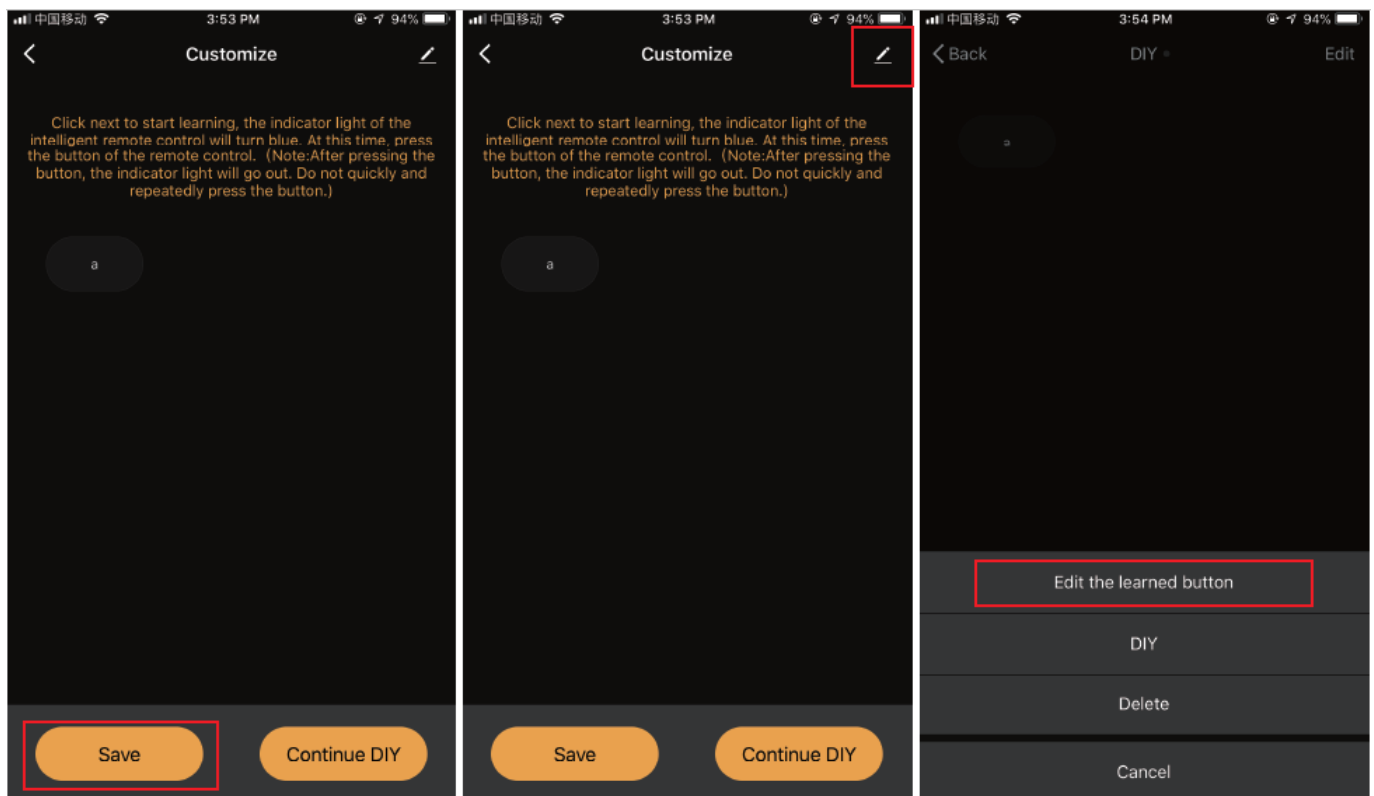 中国移动 3:53 PM 94%
Customize
Click next to start learning, the indicator light of the
intelligent remote control will turn blue. At this time, press
the button of the remote control. (Note:After pressing the
button, the indicator light will go out. Do not quickly and
repeatedly press the button.)
a
Save Continue DIY
中国移动 3:53 PM 94%
Customize
Click next to start learning, the indicator light of the
intelligent remote control will turn blue. At this time, press
the button of the remote control. (Note:After pressing the
button, the indicator light will go out. Do not quickly and
repeatedly press the button.)
a
Save Continue DIY
中国移动 3:54 PM 94%
Back DIY Edit
a
Edit the learned button
DIY
Delete
Cancel